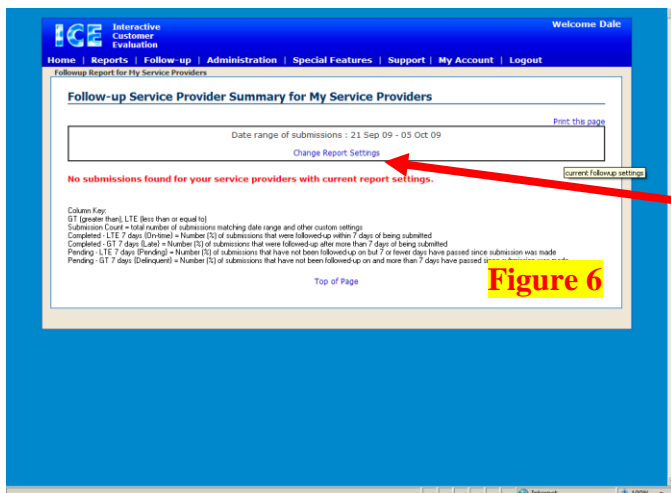 ICE Interactive
Customer
Evaluation
Welcome Dale
Home | Reports | Follow-up | Administration | Special Features | Support | My Account | Logout
Followup Report for My Service Providers
Follow-up Service Provider Summary for My Service Providers
Print this page
Date range of submissions : 21 Sep 09 - 05 Oct 09
Change Report Settings
current followup settings
No submissions found for your service providers with current report settings.
Column Key:
GT (greater than), LTE (less than or equal to)
Submission Count = total number of submissions matching date range and other custom settings
Completed - LTE 7 days (On-time) = Number (%) of submissions that were followed-up within 7 days of being submitted
Completed - GT 7 days (Late) = Number (%) of submissions that were followed-up after more than 7 days of being submitted
Pending - LTE 7 days (Pending) = Number (%) of submissions that have not been followed-up on but 7 or fewer days have passed since submission was made
Pending - GT 7 days (Delinquent) = Number (%) of submissions that have not been followed-up on and more than 7 days have passed since submission was made
Figure 6
Top of Page
Internet
100%